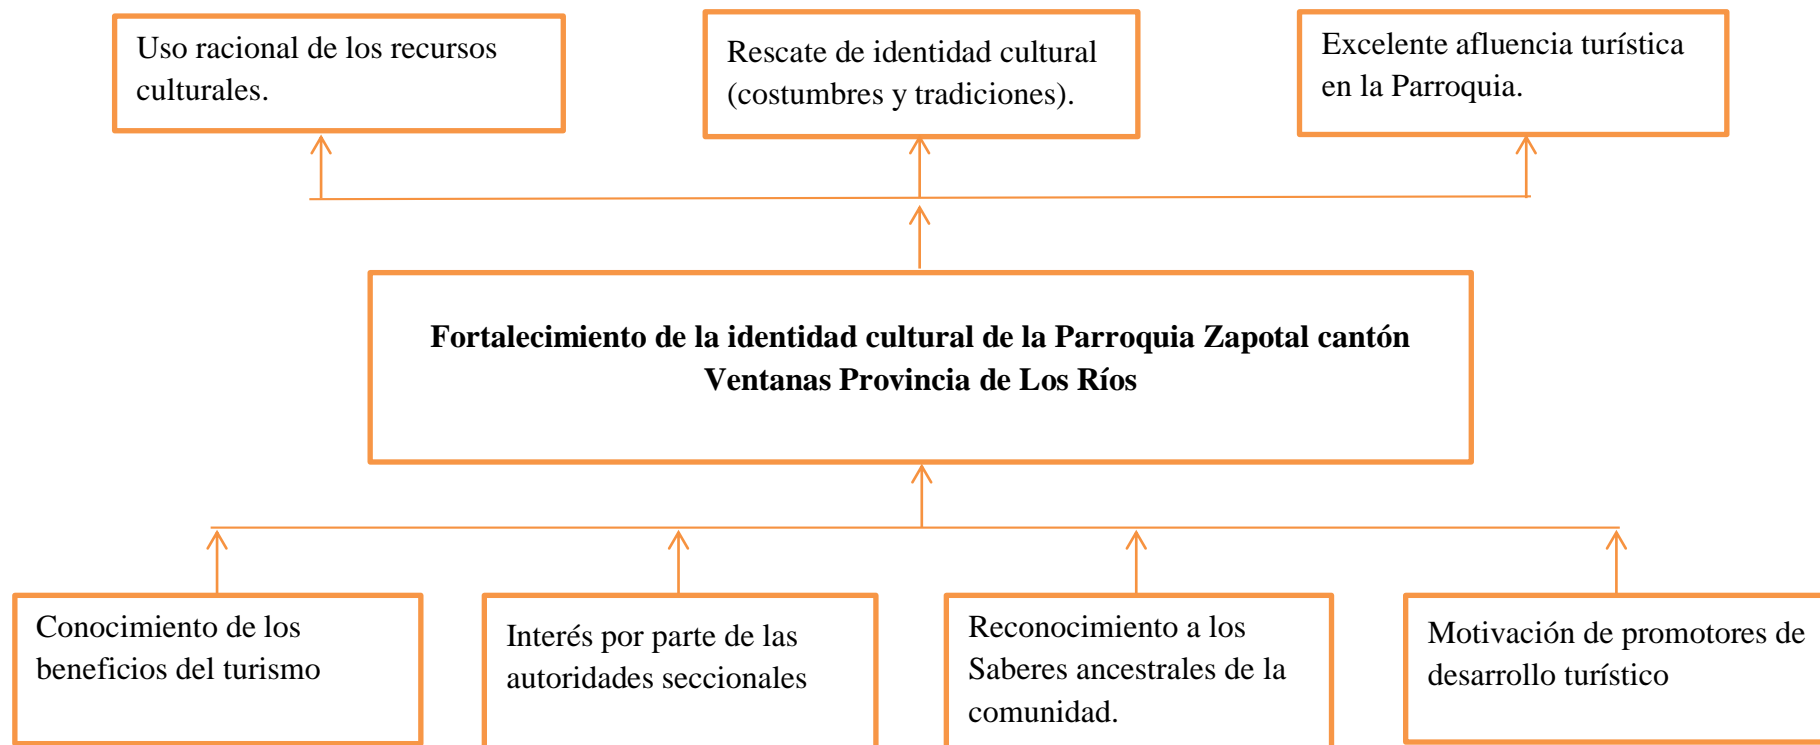 Uso racional de los recursos
culturales.
Rescate de identidad cultural
(costumbres y tradiciones).
Excelente afluencia turística
en la Parroquia.
Fortalecimiento de la identidad cultural de la Parroquia Zapotal cantón
Ventanas Provincia de Los Ríos
Conocimiento de los
beneficios del turismo
Interés por parte de las
autoridades seccionales
Reconocimiento a los
Saberes ancestrales de la
comunidad.
Motivación de promotores de
desarrollo turístico